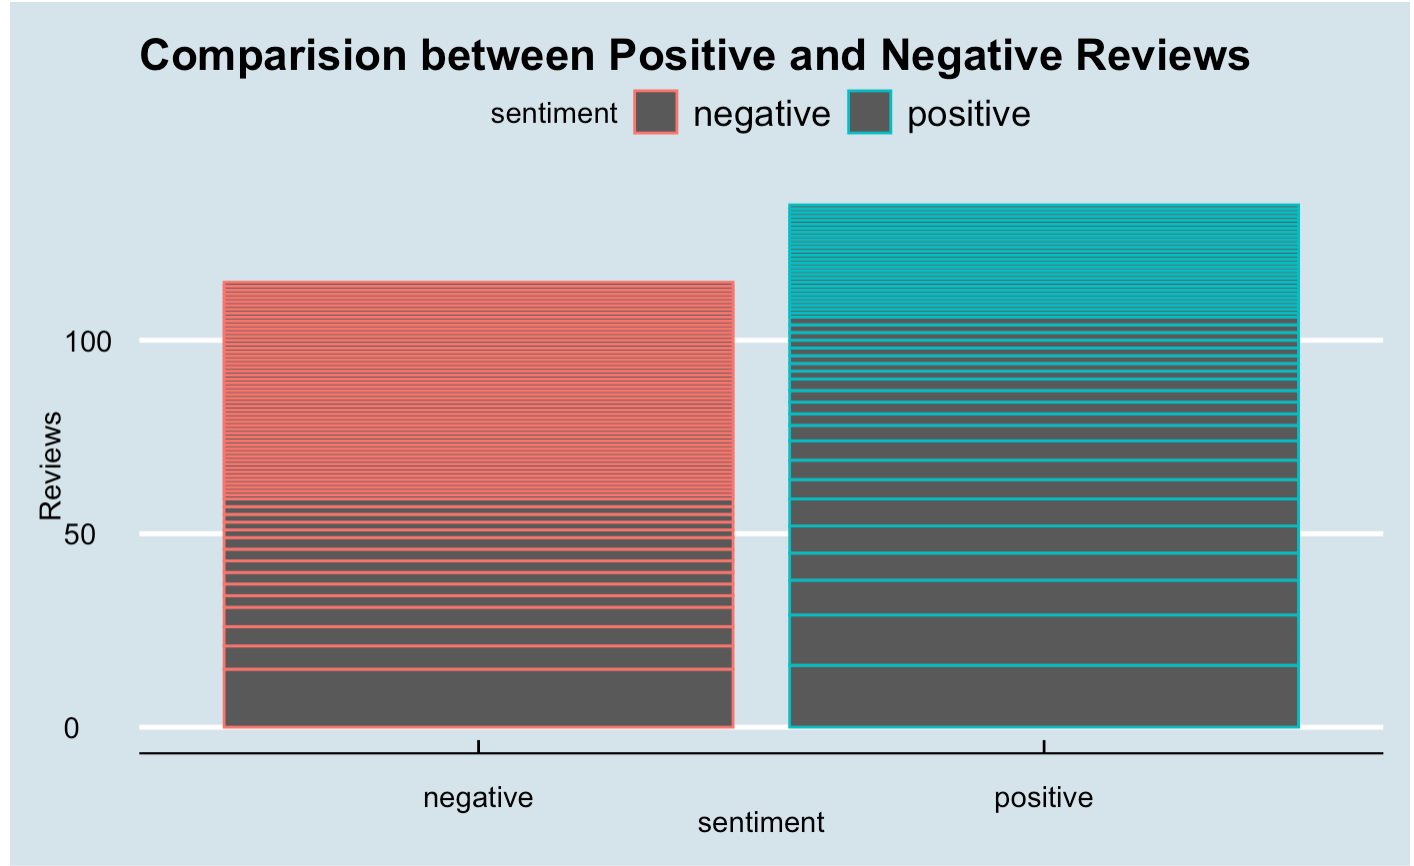 Comparision between Positive and Negative Reviews
sentiment negative positive
100
50
0
Reviews
negative positive
sentiment